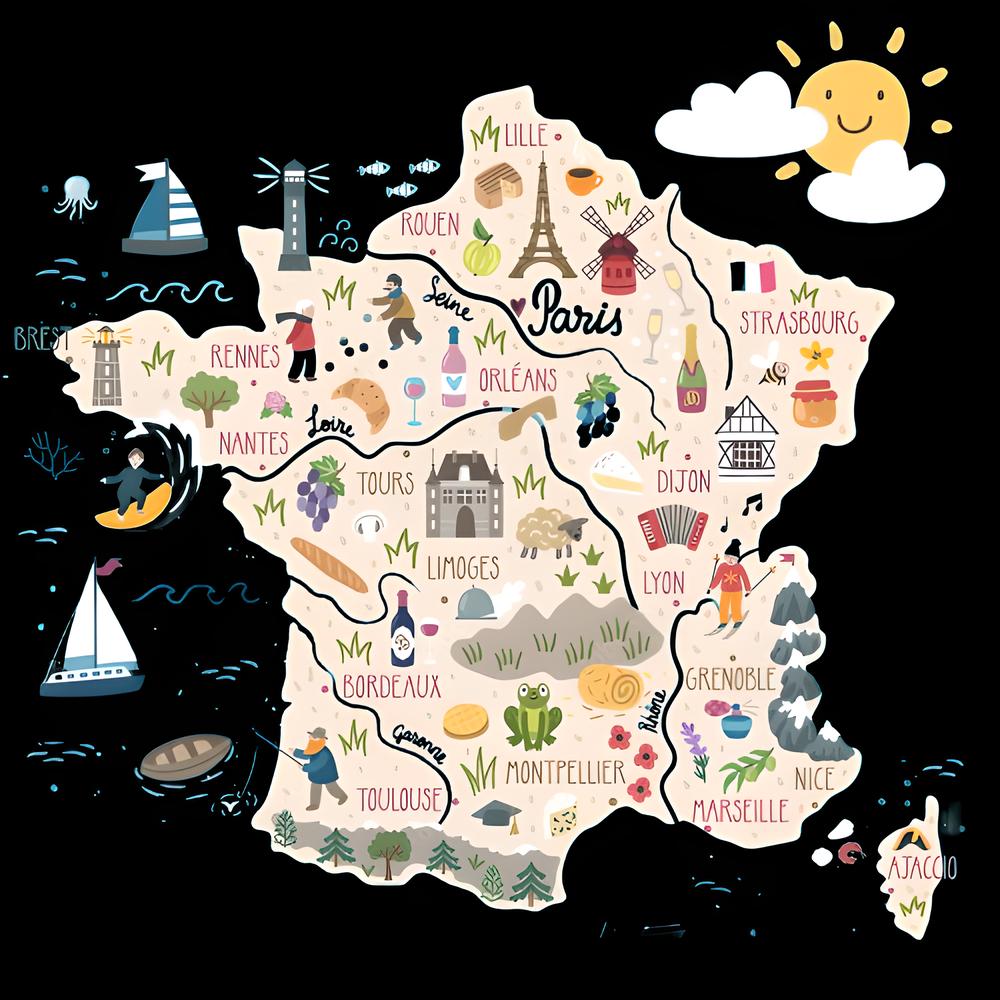 LILLE
ROUEN
Seine
Paris
STRASBOURG
BREST
RENNES
ORLÉANS
Loire
NANTES
TOURS
DIJON
LIMOGES
LYON
BORDEAUX
GRENOBLE
Rhône
Garonne
MONTPELLIER
NICE
TOULOUSE
MARSEILLE
AJACCIO